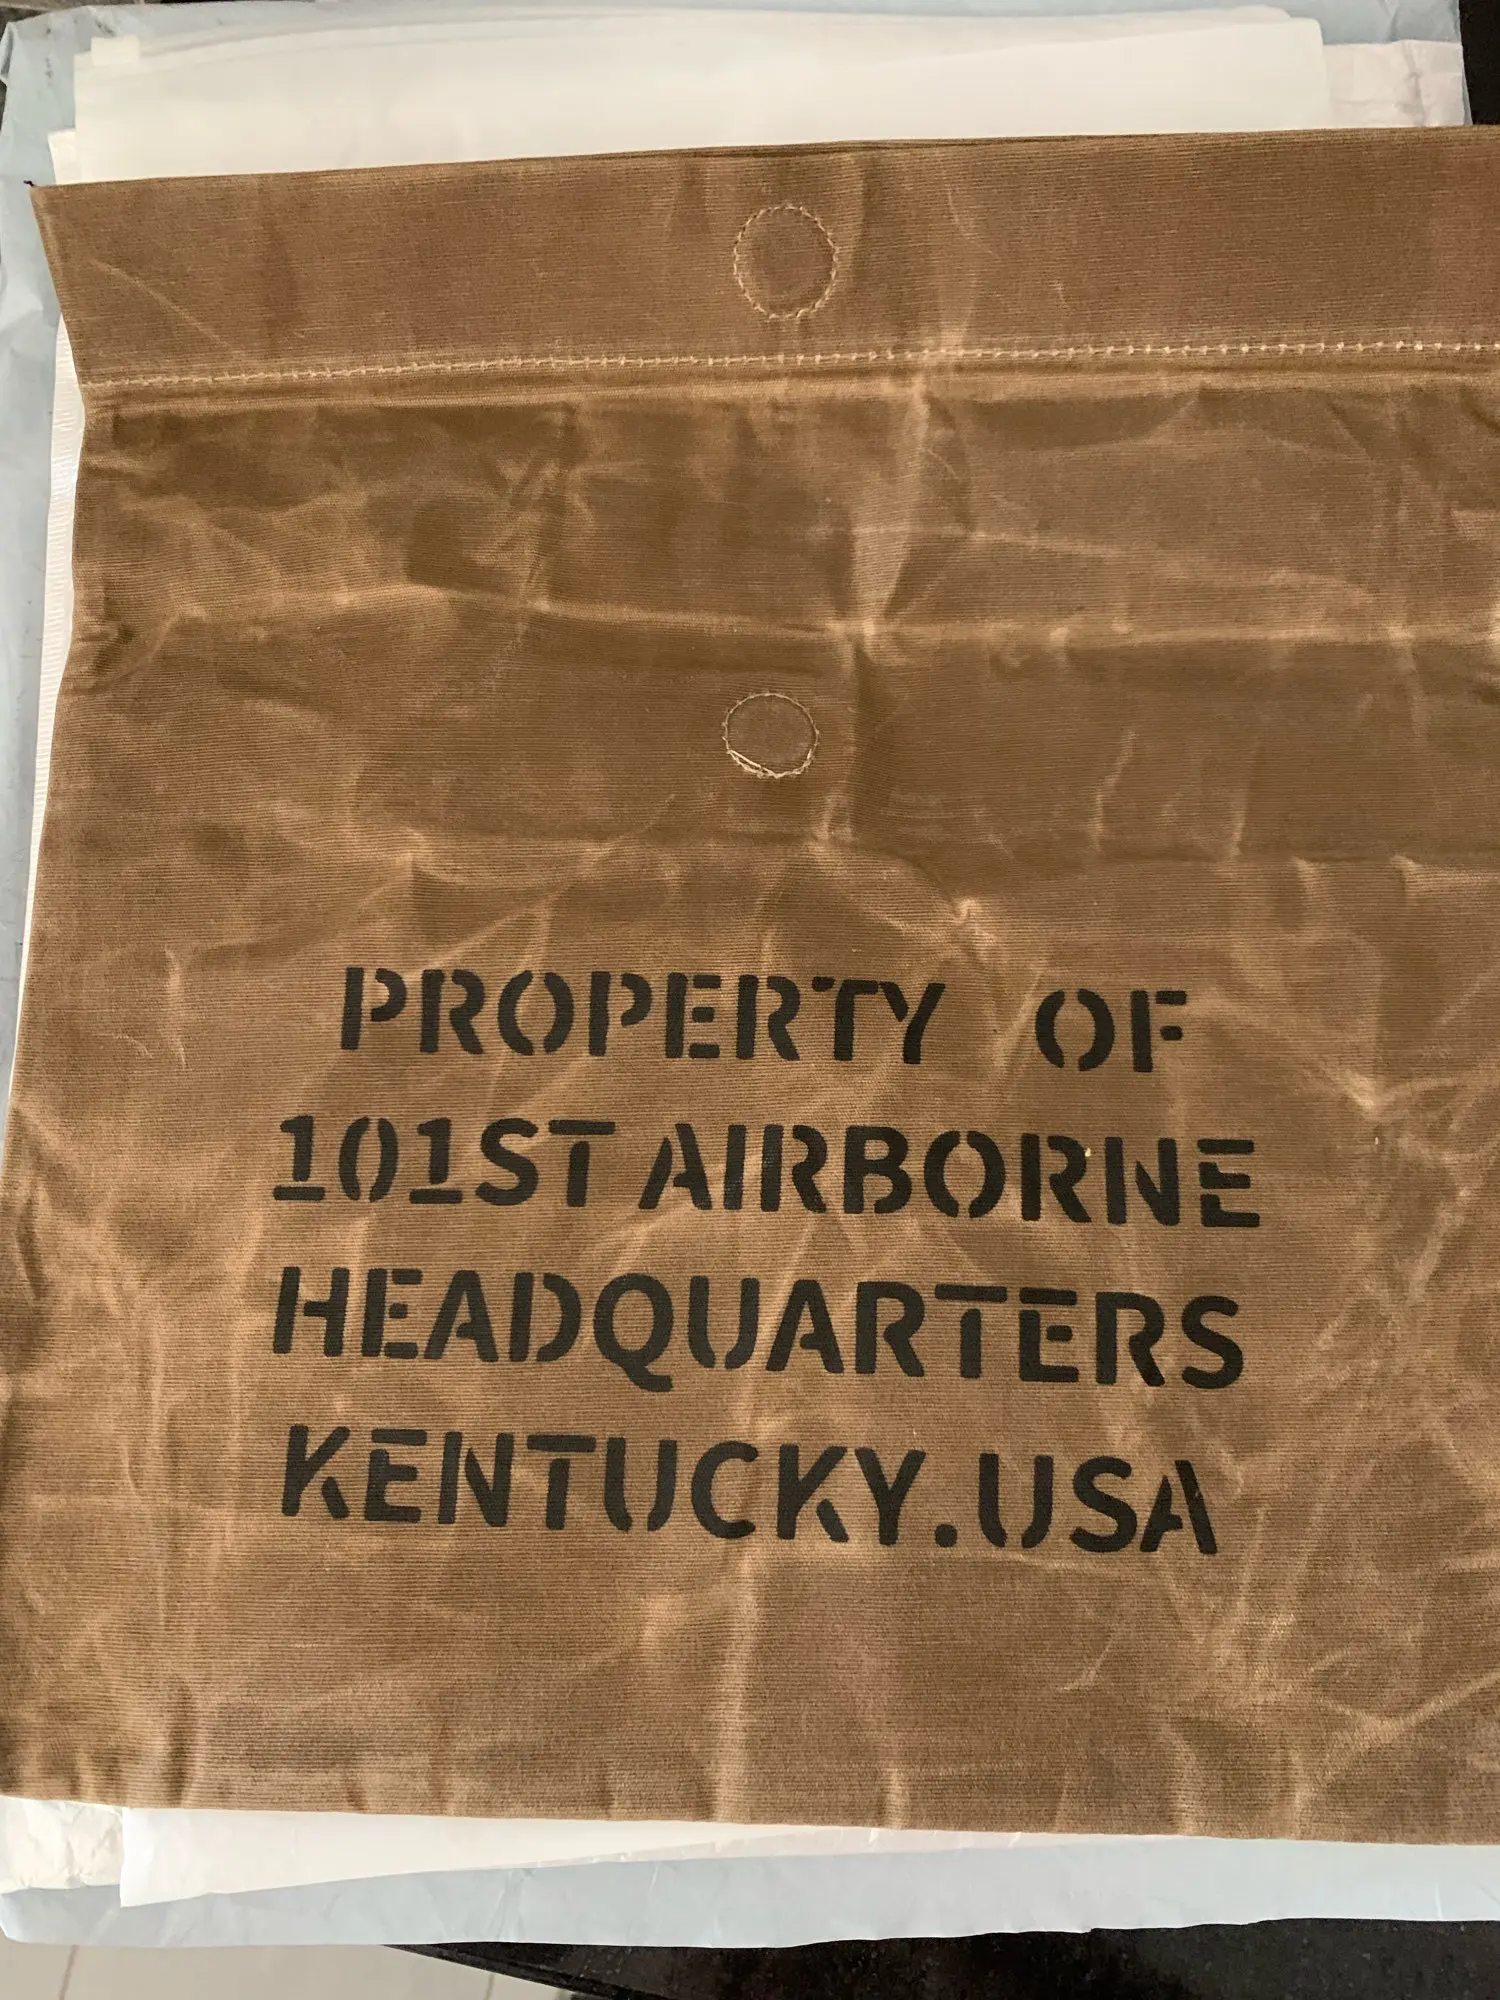 PROPERTY OF
101ST AIRBORNE
HEADQUARTERS
KENTUCKY.USA